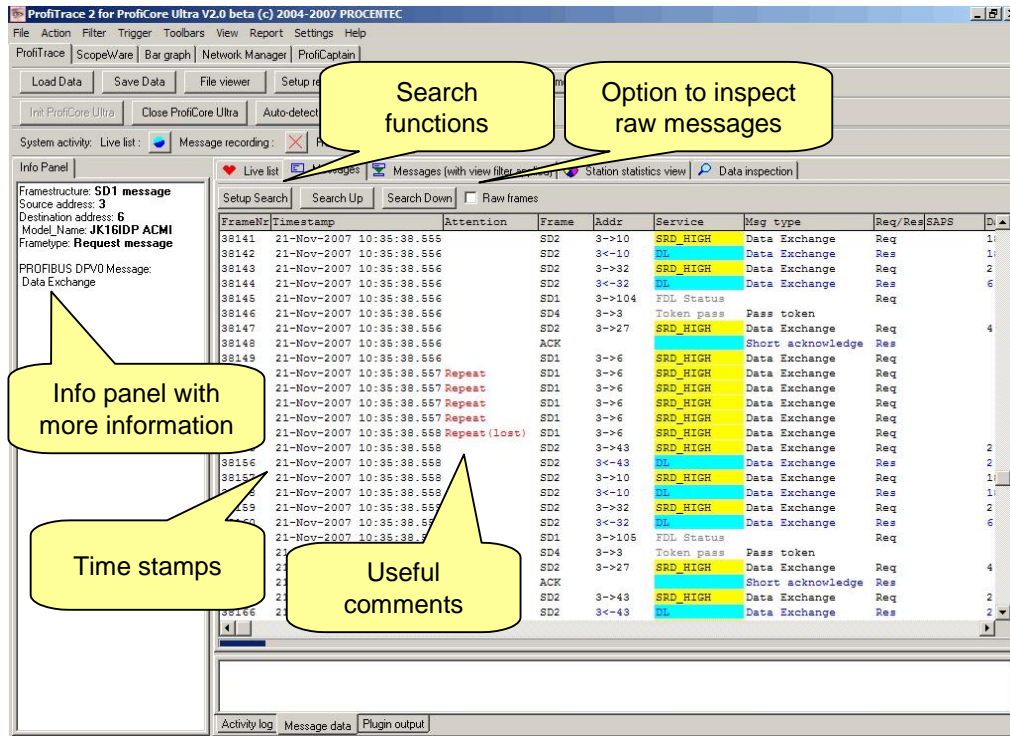 ProfiTrace 2 for ProfiCore Ultra V2.0 beta (c) 2004-2007 PROCENTEC
File Action Filter Trigger Toolbars View Report Settings Help
ProfiTrace ScopeWare Bar graph Network Manager ProfiCaptain
Load Data Save Data File viewer
Init ProfiCore Ultra Close ProfiCore Ultra Auto-detect
System activity: Live list: Message recording:
Search functions
Option to inspect raw messages
Info Panel
Live list Messages Messages (with view filter applied) Station statistics view Data inspection
Setup Search Search Up Search Down Raw frames
Framestructure: SD1 message
Source address: 3
Destination address: 6
Model_Name: JK16IDP ACMI
Frametype: Request message
PROFIBUS DPV0 Message:
Data Exchange
FrameNr Timestamp Attention Frame Addr Service Msg type Req/Res SAPS
38141 21-Nov-2007 10:35:38.555 SD2 3->10 SRD_HIGH Data Exchange Req
38142 21-Nov-2007 10:35:38.556 SD2 3<-10 DL Data Exchange Res
38143 21-Nov-2007 10:35:38.556 SD2 3->32 SRD_HIGH Data Exchange Req 2
38144 21-Nov-2007 10:35:38.556 SD2 3<-32 DL Data Exchange Res 6
38145 21-Nov-2007 10:35:38.556 SD1 3->104 FDL Status Req
38146 21-Nov-2007 10:35:38.556 SD4 3->3 Token pass Pass token
38147 21-Nov-2007 10:35:38.556 SD2 3->27 SRD_HIGH Data Exchange Req 4
38148 21-Nov-2007 10:35:38.556 ACK Short acknowledge Res
38149 21-Nov-2007 10:35:38.556 SD1 3->6 SRD_HIGH Data Exchange Req
21-Nov-2007 10:35:38.557 Repeat SD1 3->6 SRD_HIGH Data Exchange Req
21-Nov-2007 10:35:38.557 Repeat SD1 3->6 SRD_HIGH Data Exchange Req
21-Nov-2007 10:35:38.557 Repeat SD1 3->6 SRD_HIGH Data Exchange Req
21-Nov-2007 10:35:38.557 Repeat SD1 3->6 SRD_HIGH Data Exchange Req
21-Nov-2007 10:35:38.558 Repeat(lost) SD1 3->6 SRD_HIGH Data Exchange Req
21-Nov-2007 10:35:38.558 SD2 3->43 SRD_HIGH Data Exchange Req 2
38156 21-Nov-2007 10:35:38.558 SD2 3<-43 DL Data Exchange Res 2
38157 21-Nov-2007 10:35:38.558 SD2 3->10 SRD_HIGH Data Exchange Req
21-Nov-2007 10:35:38.558 SD2 3<-10 DL Data Exchange Res
21-Nov-2007 10:35:38.558 SD2 3->32 SRD_HIGH Data Exchange Req 2
21-Nov-2007 SD2 3<-32 DL Data Exchange Res 6
21-Nov-2007 SD1 3->105 FDL Status Req
SD4 3->3 Token pass Pass token
SD2 3->27 SRD_HIGH Data Exchange Req 4
ACK Short acknowledge Res
SD2 3->43 SRD_HIGH Data Exchange Req 2
38166 SD2 3<-43 DL Data Exchange Res 2
Info panel with more information
Time stamps
Useful comments
Activity log Message data Plugin output